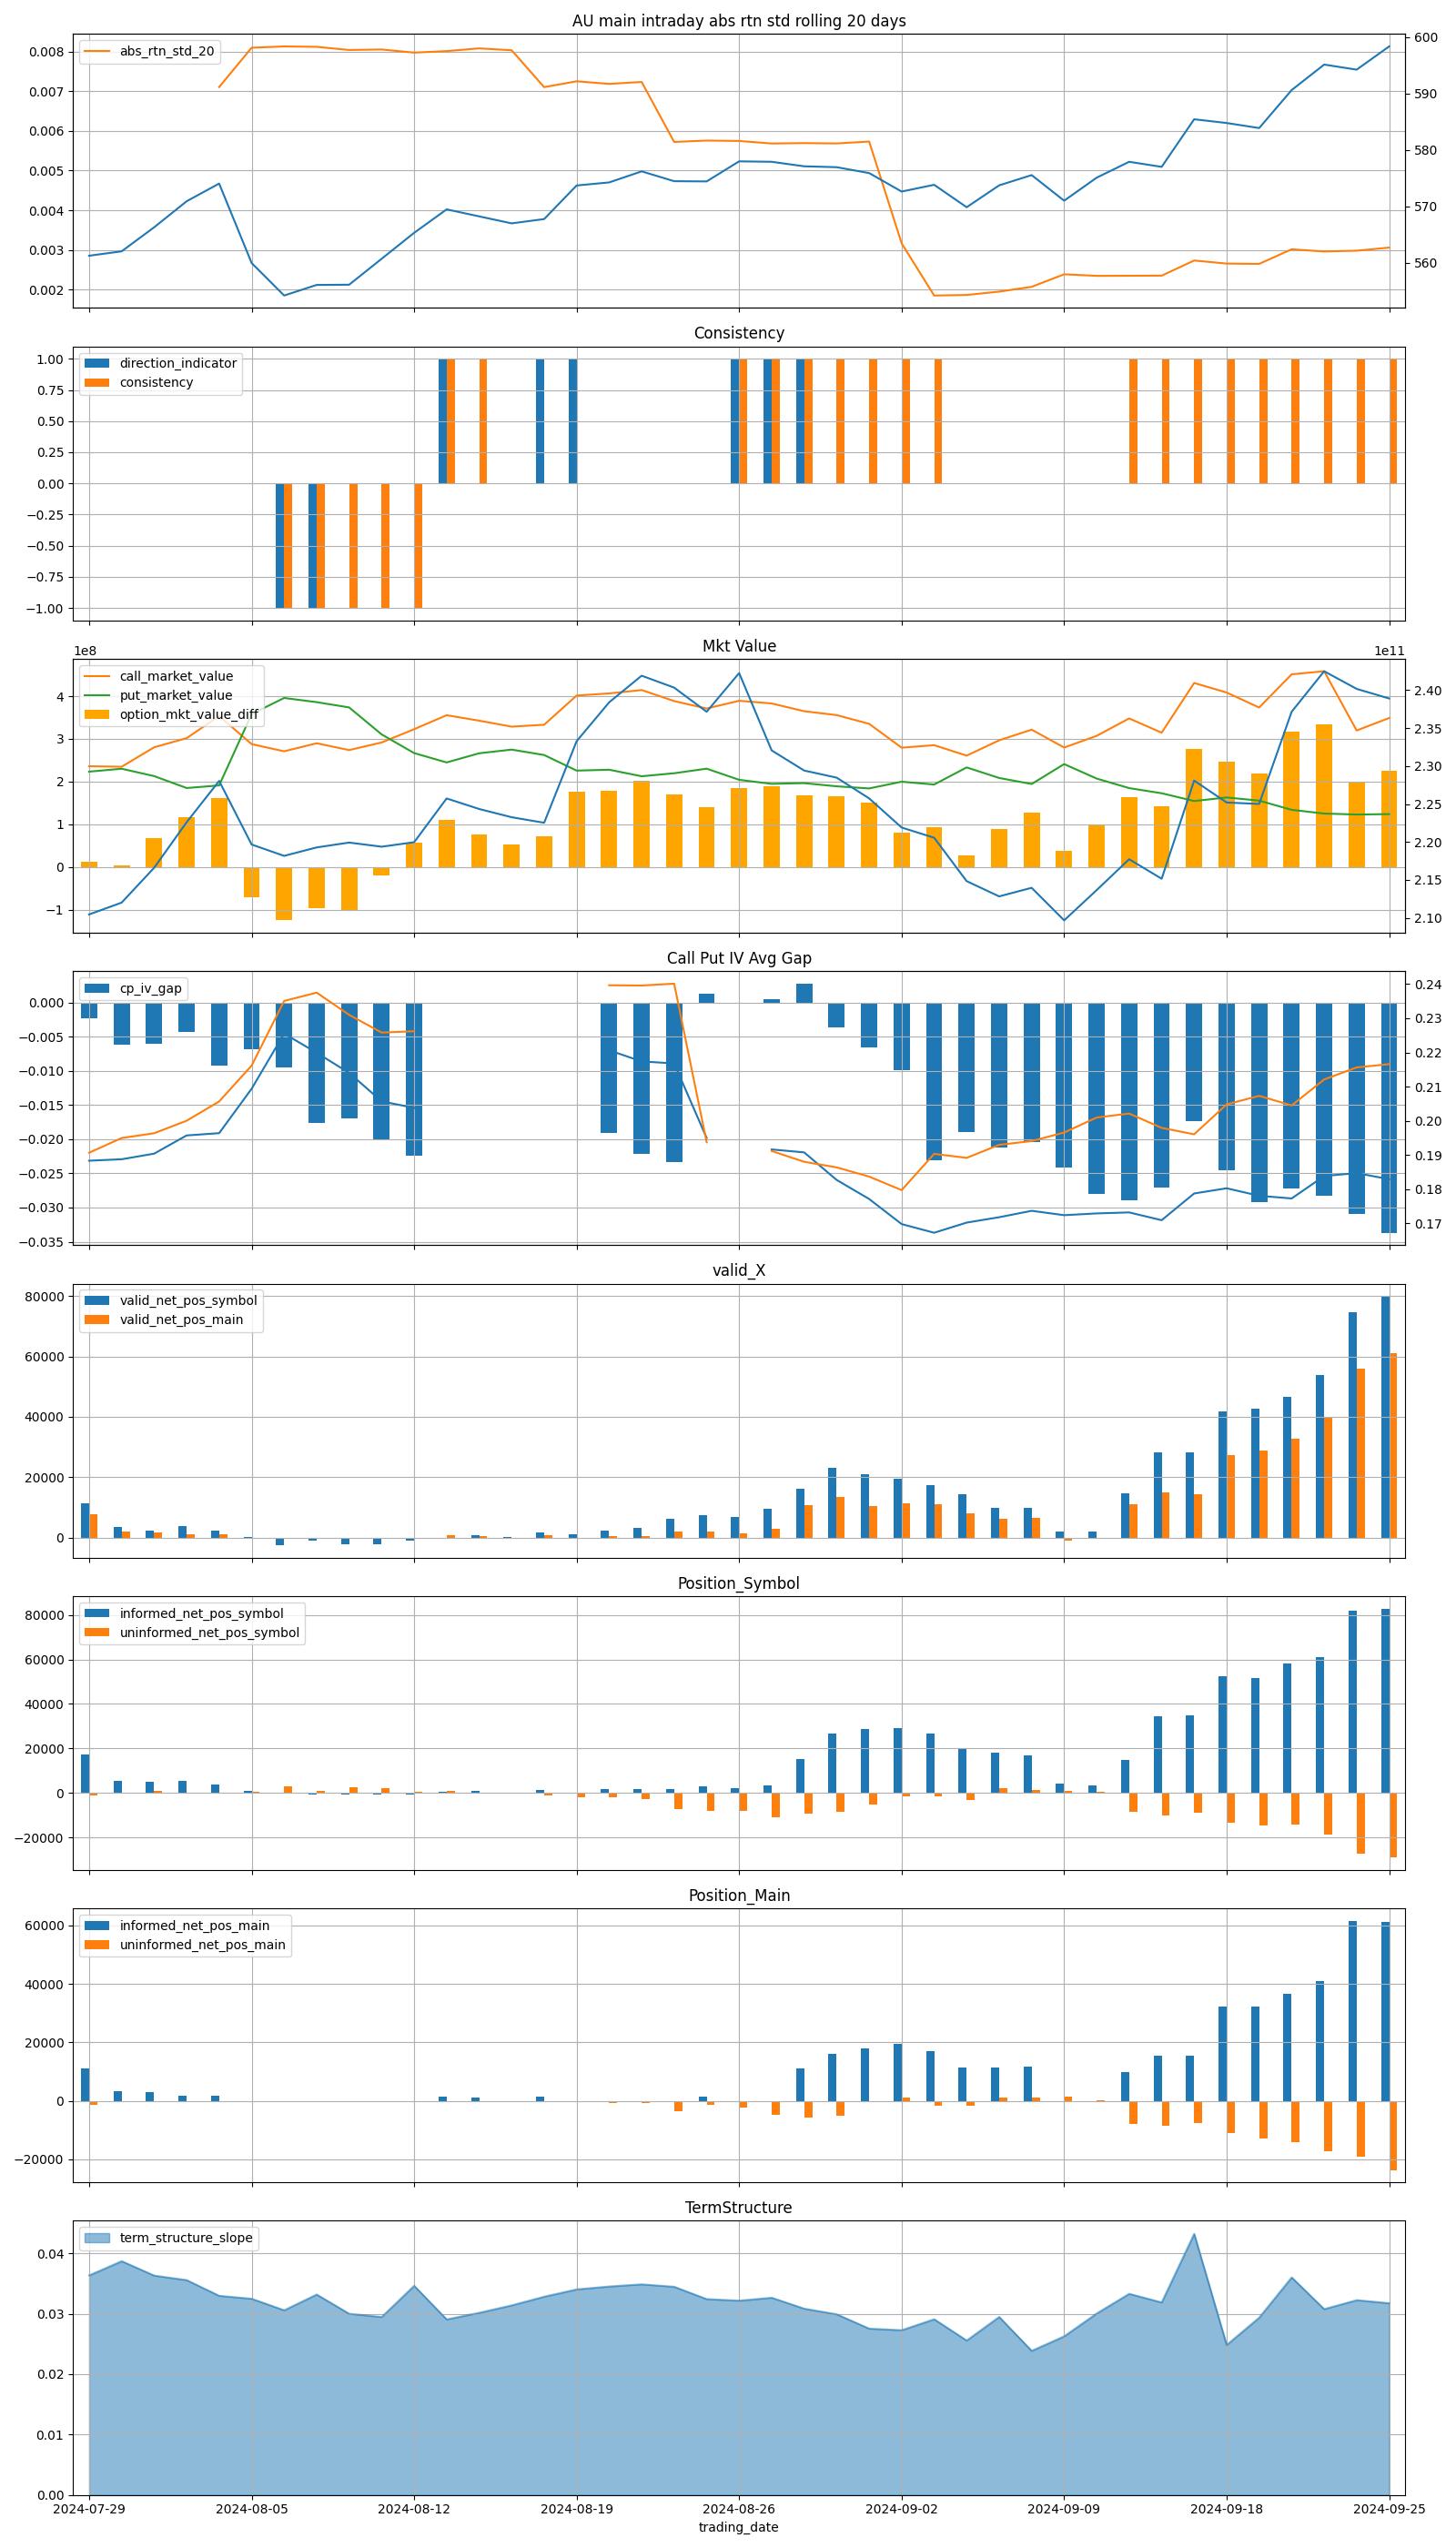 AU main intraday abs rtn std rolling 20 days
abs_rtn_std_20
0.008
0.007
0.006
0.005
0.004
0.003
0.002
600
590
580
570
560
Consistency
direction_indicator
consistency
1.00
0.75
0.50
0.25
0.00
−0.25
−0.50
−0.75
−1.00
Mkt Value
1e8
1e11
call_market_value
put_market_value
option_mkt_value_diff
4
3
2
1
0
−1
2.40
2.35
2.30
2.25
2.20
2.15
2.10
Call Put IV Avg Gap
cp_iv_gap
0.000
−0.005
−0.010
−0.015
−0.020
−0.025
−0.030
−0.035
0.24
0.23
0.22
0.21
0.20
0.19
0.18
0.17
valid_X
valid_net_pos_symbol
valid_net_pos_main
80000
60000
40000
20000
0
Position_Symbol
informed_net_pos_symbol
uninformed_net_pos_symbol
80000
60000
40000
20000
0
−20000
Position_Main
informed_net_pos_main
uninformed_net_pos_main
60000
40000
20000
0
−20000
TermStructure
term_structure_slope
0.04
0.03
0.02
0.01
0.00
2024-07-29 2024-08-05 2024-08-12 2024-08-19 2024-08-26 2024-09-02 2024-09-09 2024-09-18 2024-09-25
trading_date